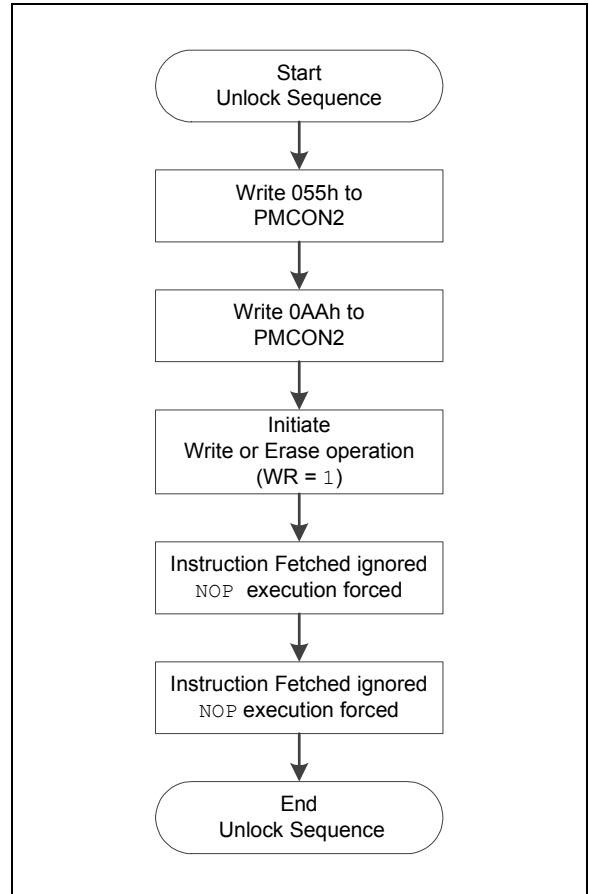 Start
Unlock Sequence
Write 055h to
PMCON2
Write 0AAh to
PMCON2
Initiate
Write or Erase operation
(WR = 1)
Instruction Fetched ignored
NOP execution forced
Instruction Fetched ignored
NOP execution forced
End
Unlock Sequence